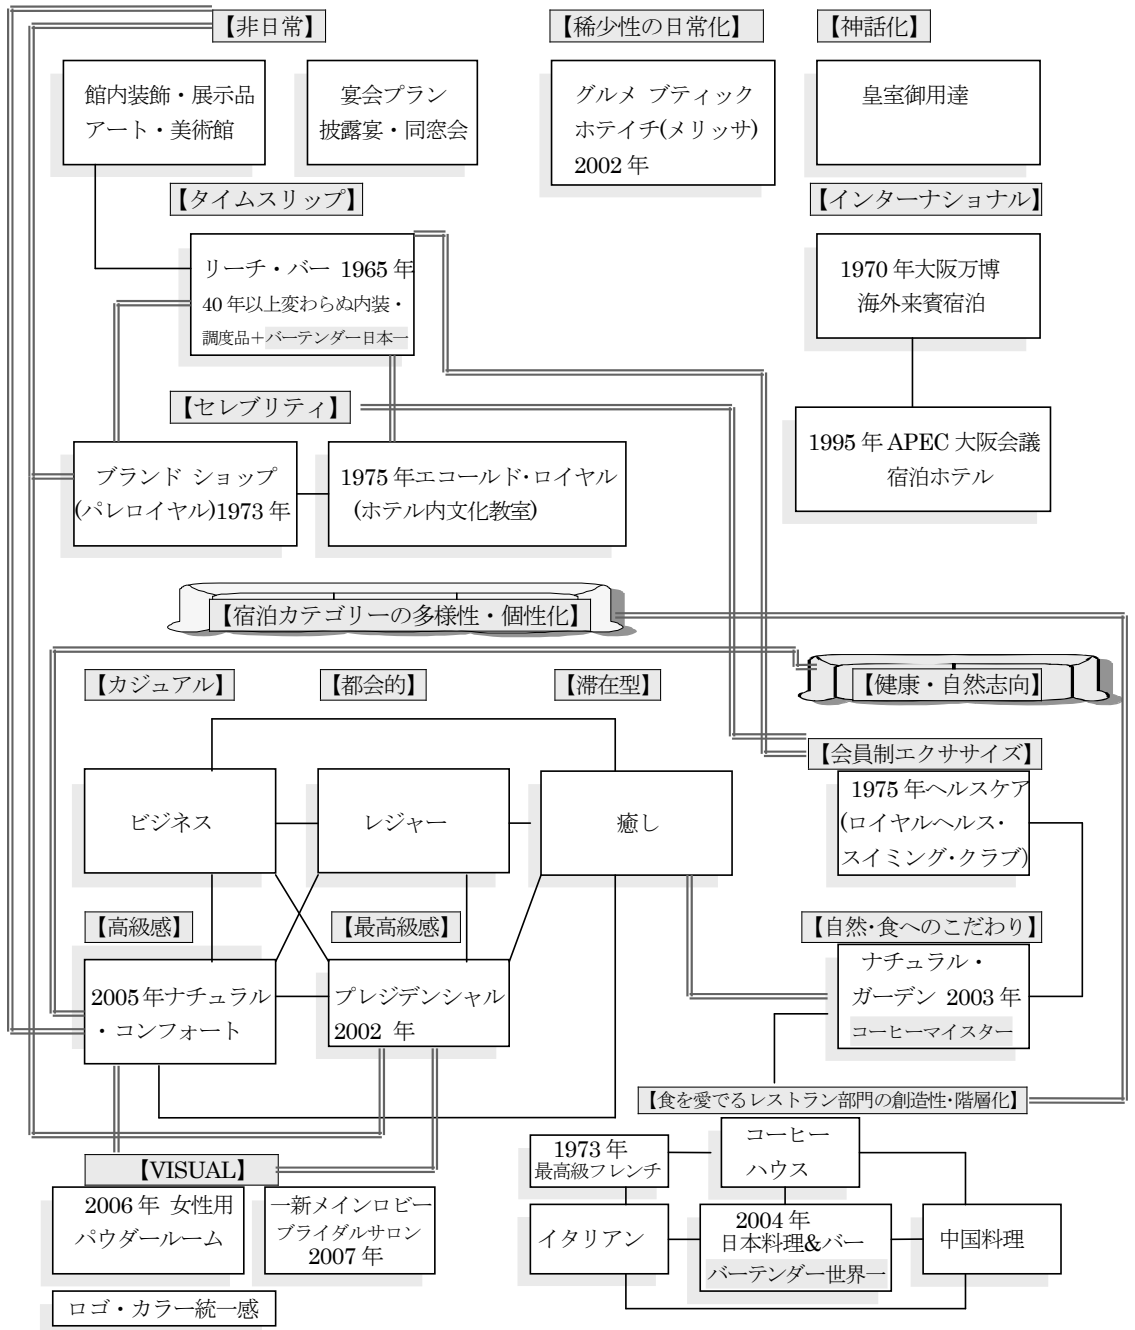 【非日常】
【稀少性の日常化】
【神話化】
館内装飾・展示品
アート・美術館
宴会プラン
披露宴・同窓会
グルメ ブティック
ホテイチ(メリッサ)
2002 年
皇室御用達
【タイムスリップ】
【インターナショナル】
リーチ・バー 1965 年
40 年以上変わらぬ内装・
調度品＋バーテンダー日本一
1970 年大阪万博
海外来賓宿泊
【セレブリティ】
1995 年 APEC 大阪会議
宿泊ホテル
ブランド ショップ
(パレロイヤル)1973 年
1975 年エコールド・ロイヤル
(ホテル内文化教室)
【宿泊カテゴリーの多様性・個性化】
【カジュアル】
【都会的】
【滞在型】
【健康・自然志向】
【会員制エクササイズ】
ビジネス
レジャー
癒し
1975 年ヘルスケア
(ロイヤルヘルス・
スイミング・クラブ)
【高級感】
【最高級感】
【自然・食へのこだわり】
2005 年ナチュラル
・コンフォート
プレジデンシャル
2002 年
ナチュラル・
ガーデン 2003 年
コーヒーマイスター
【食を愛でるレストラン部門の創造性・階層化】
【VISUAL】
2006 年 女性用
パウダールーム
一新メインロビー
ブライダルサロン
2007 年
1973 年
最高級フレンチ
コーヒー
ハウス
イタリアン
2004 年
日本料理&バー
バーテンダー世界一
中国料理
ロゴ・カラー統一感